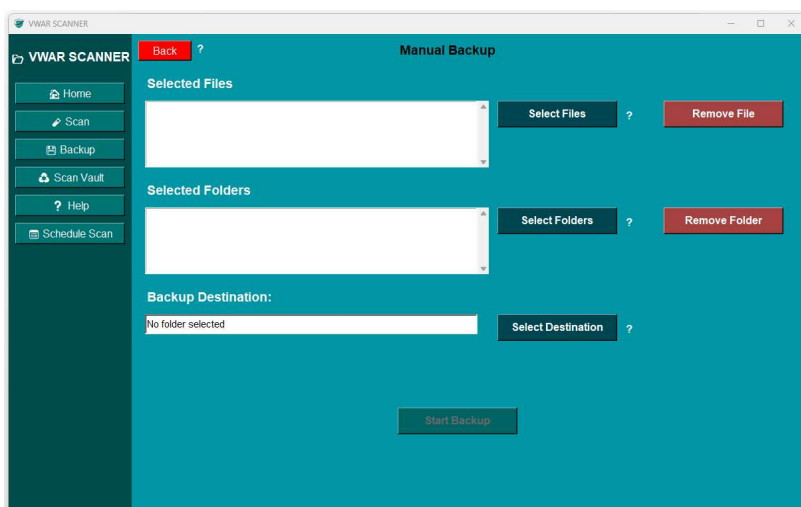 VWAR SCANNER
VWAR SCANNER
Home
Scan
Backup
Scan Vault
? Help
Schedule Scan
Back ? Manual Backup
Selected Files
Select Files ? Remove File
Selected Folders
Select Folders ? Remove Folder
Backup Destination:
No folder selected Select Destination ?
Start Backup